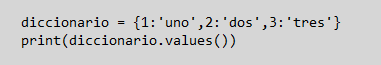 diccionario = {1:'uno',2:'dos',3:'tres'}
print(diccionario.values())